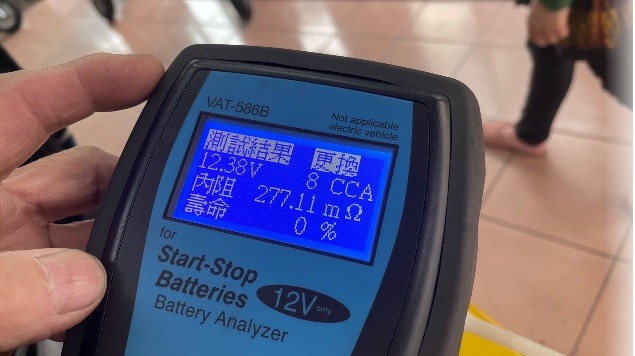 VAT-586B
Not applicable
electric vehicle
測試結果 更換
12.38V 8 CCA
內阻 277.11 mΩ
壽命 0 %
for
Start-Stop
Batteries
12V only
Battery Analyzer